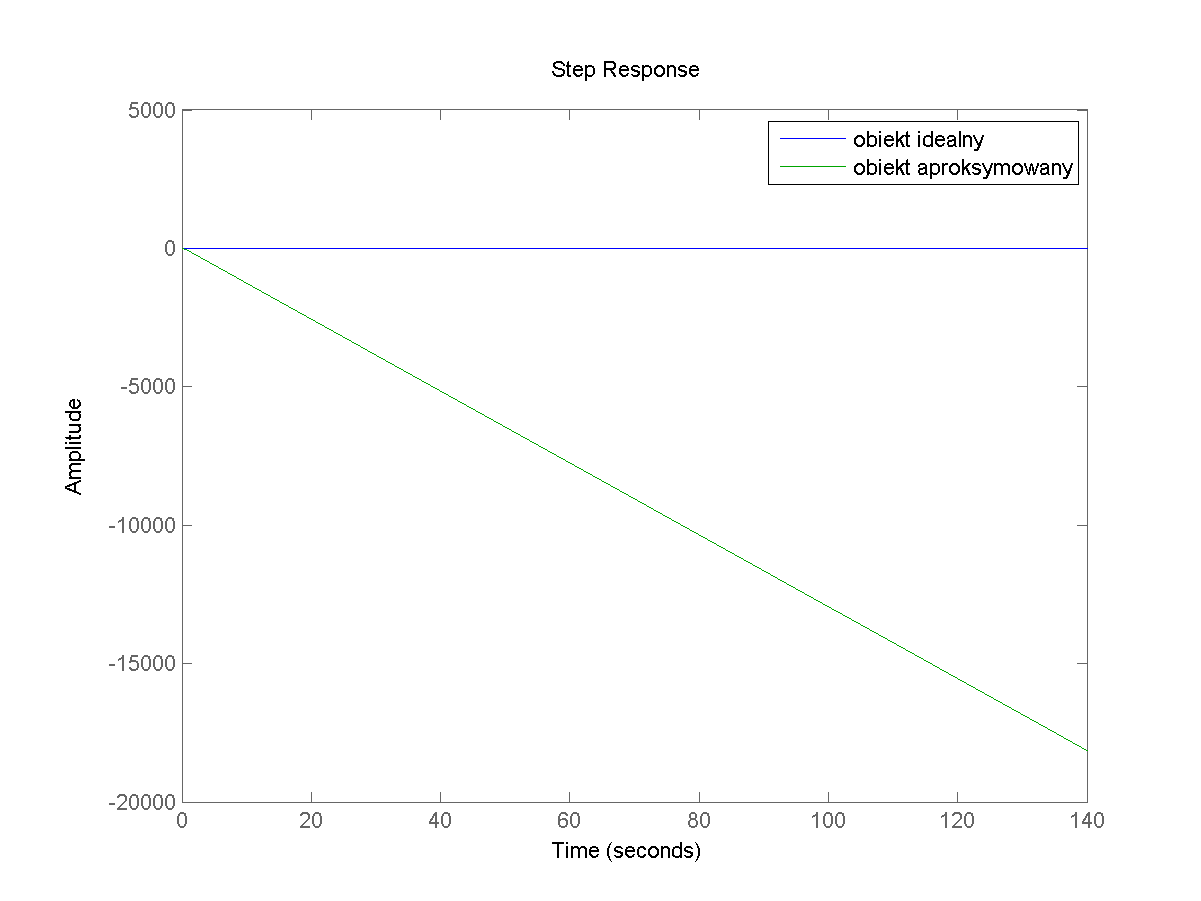 Step Response
5000
0
-5000
-10000
-15000
-20000
Amplitude
obiekt idealny
obiekt aproksymowany
0 20 40 60 80 100 120 140
Time (seconds)